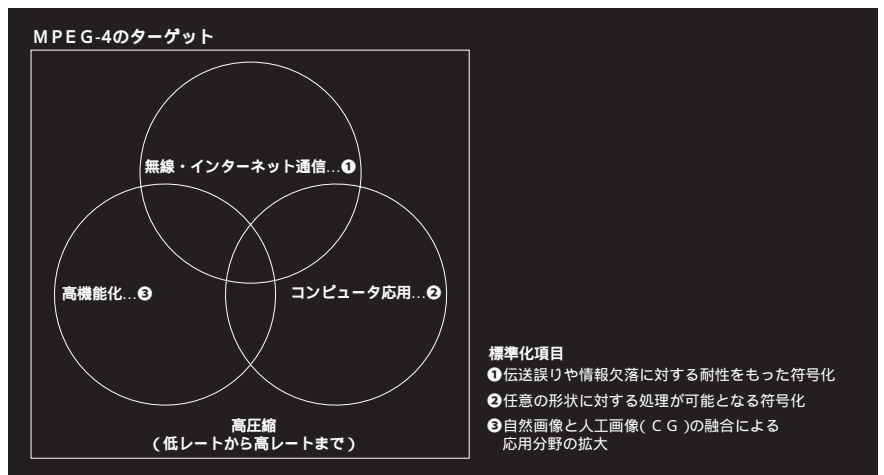 MPEG-4のターゲット
無線・インターネット通信...❶
高機能化...❸
コンピュータ応用...❷
高圧縮
(低レートから高レートまで)
標準化項目
❶伝送誤りや情報欠落に対する耐性をもった符号化
❷任意の形状に対する処理が可能となる符号化
❸自然画像と人工画像(CG)の融合による
応用分野の拡大